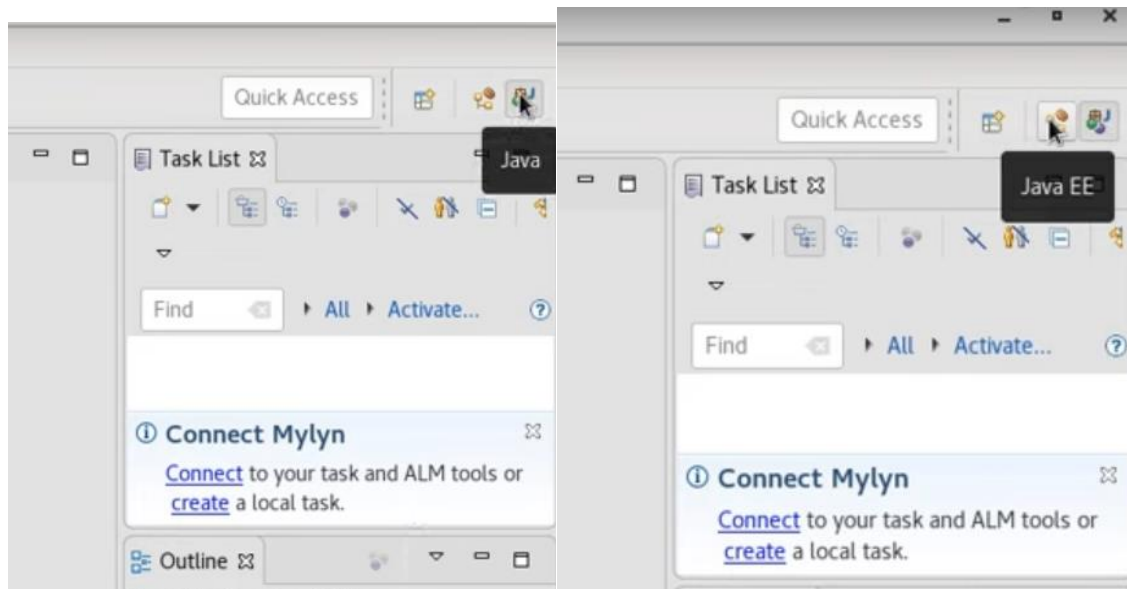 Quick Access
Task List
Java
Find
All
Activate...
Connect Mylyn
Connect to your task and ALM tools or
create a local task.
Outline
Quick Access
Task List
Java EE
Find
All
Activate...
Connect Mylyn
Connect to your task and ALM tools or
create a local task.